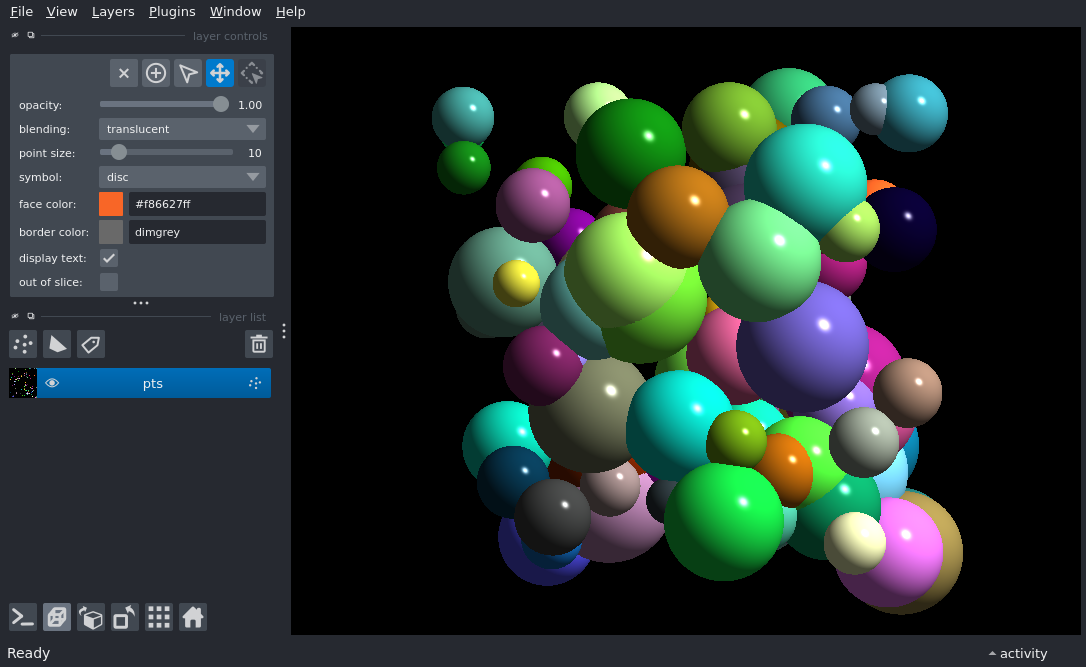 File View Layers Plugins Window Help
layer controls
opacity: 1.00
blending: translucent
point size: 10
symbol: disc
face color: #f86627ff
border color: dimgrey
display text:
out of slice:
layer list
pts
Ready
activity